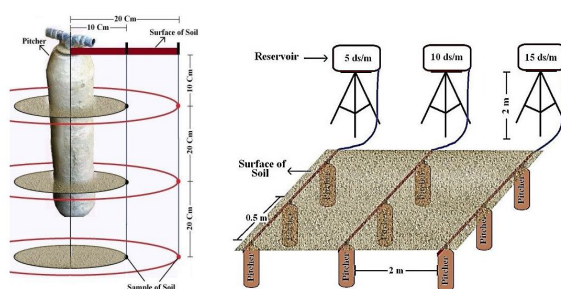 20 Cm
10 Cm
Pitcher
Surface of Soil
10 Cm
20 Cm
20 Cm
Sample of Soil
Reservoir
5 ds/m
10 ds/m
15 ds/m
2 m
Surface of
Soil
0.5 m
2 m
Pitcher
Pitcher
Pitcher
Pitcher
Pitcher